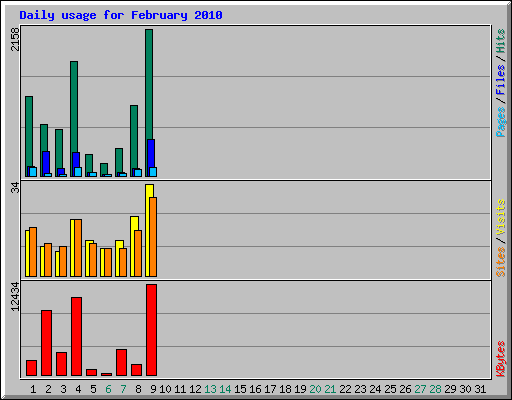 Daily usage for February 2010
2158
Pages / Files / Hits
34
Sites / Visits
12434
KBytes
1 2 3 4 5 6 7 8 9 10 11 12 13 14 15 16 17 18 19 20 21 22 23 24 25 26 27 28 29 30 31